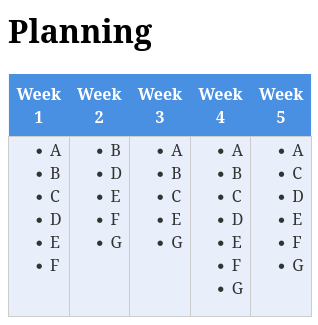 Planning
Week 1
Week 2
Week 3
Week 4
Week 5
• A
• B
• C
• D
• E
• F
• B
• D
• E
• F
• G
• A
• B
• C
• E
• G
• A
• B
• C
• D
• E
• F
• G
• A
• C
• D
• E
• F
• G